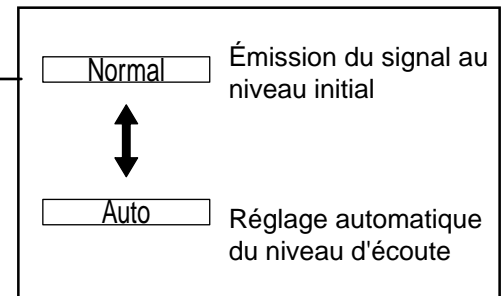 Normal
Émission du signal au
niveau initial
Auto
Réglage automatique
du niveau d'écoute